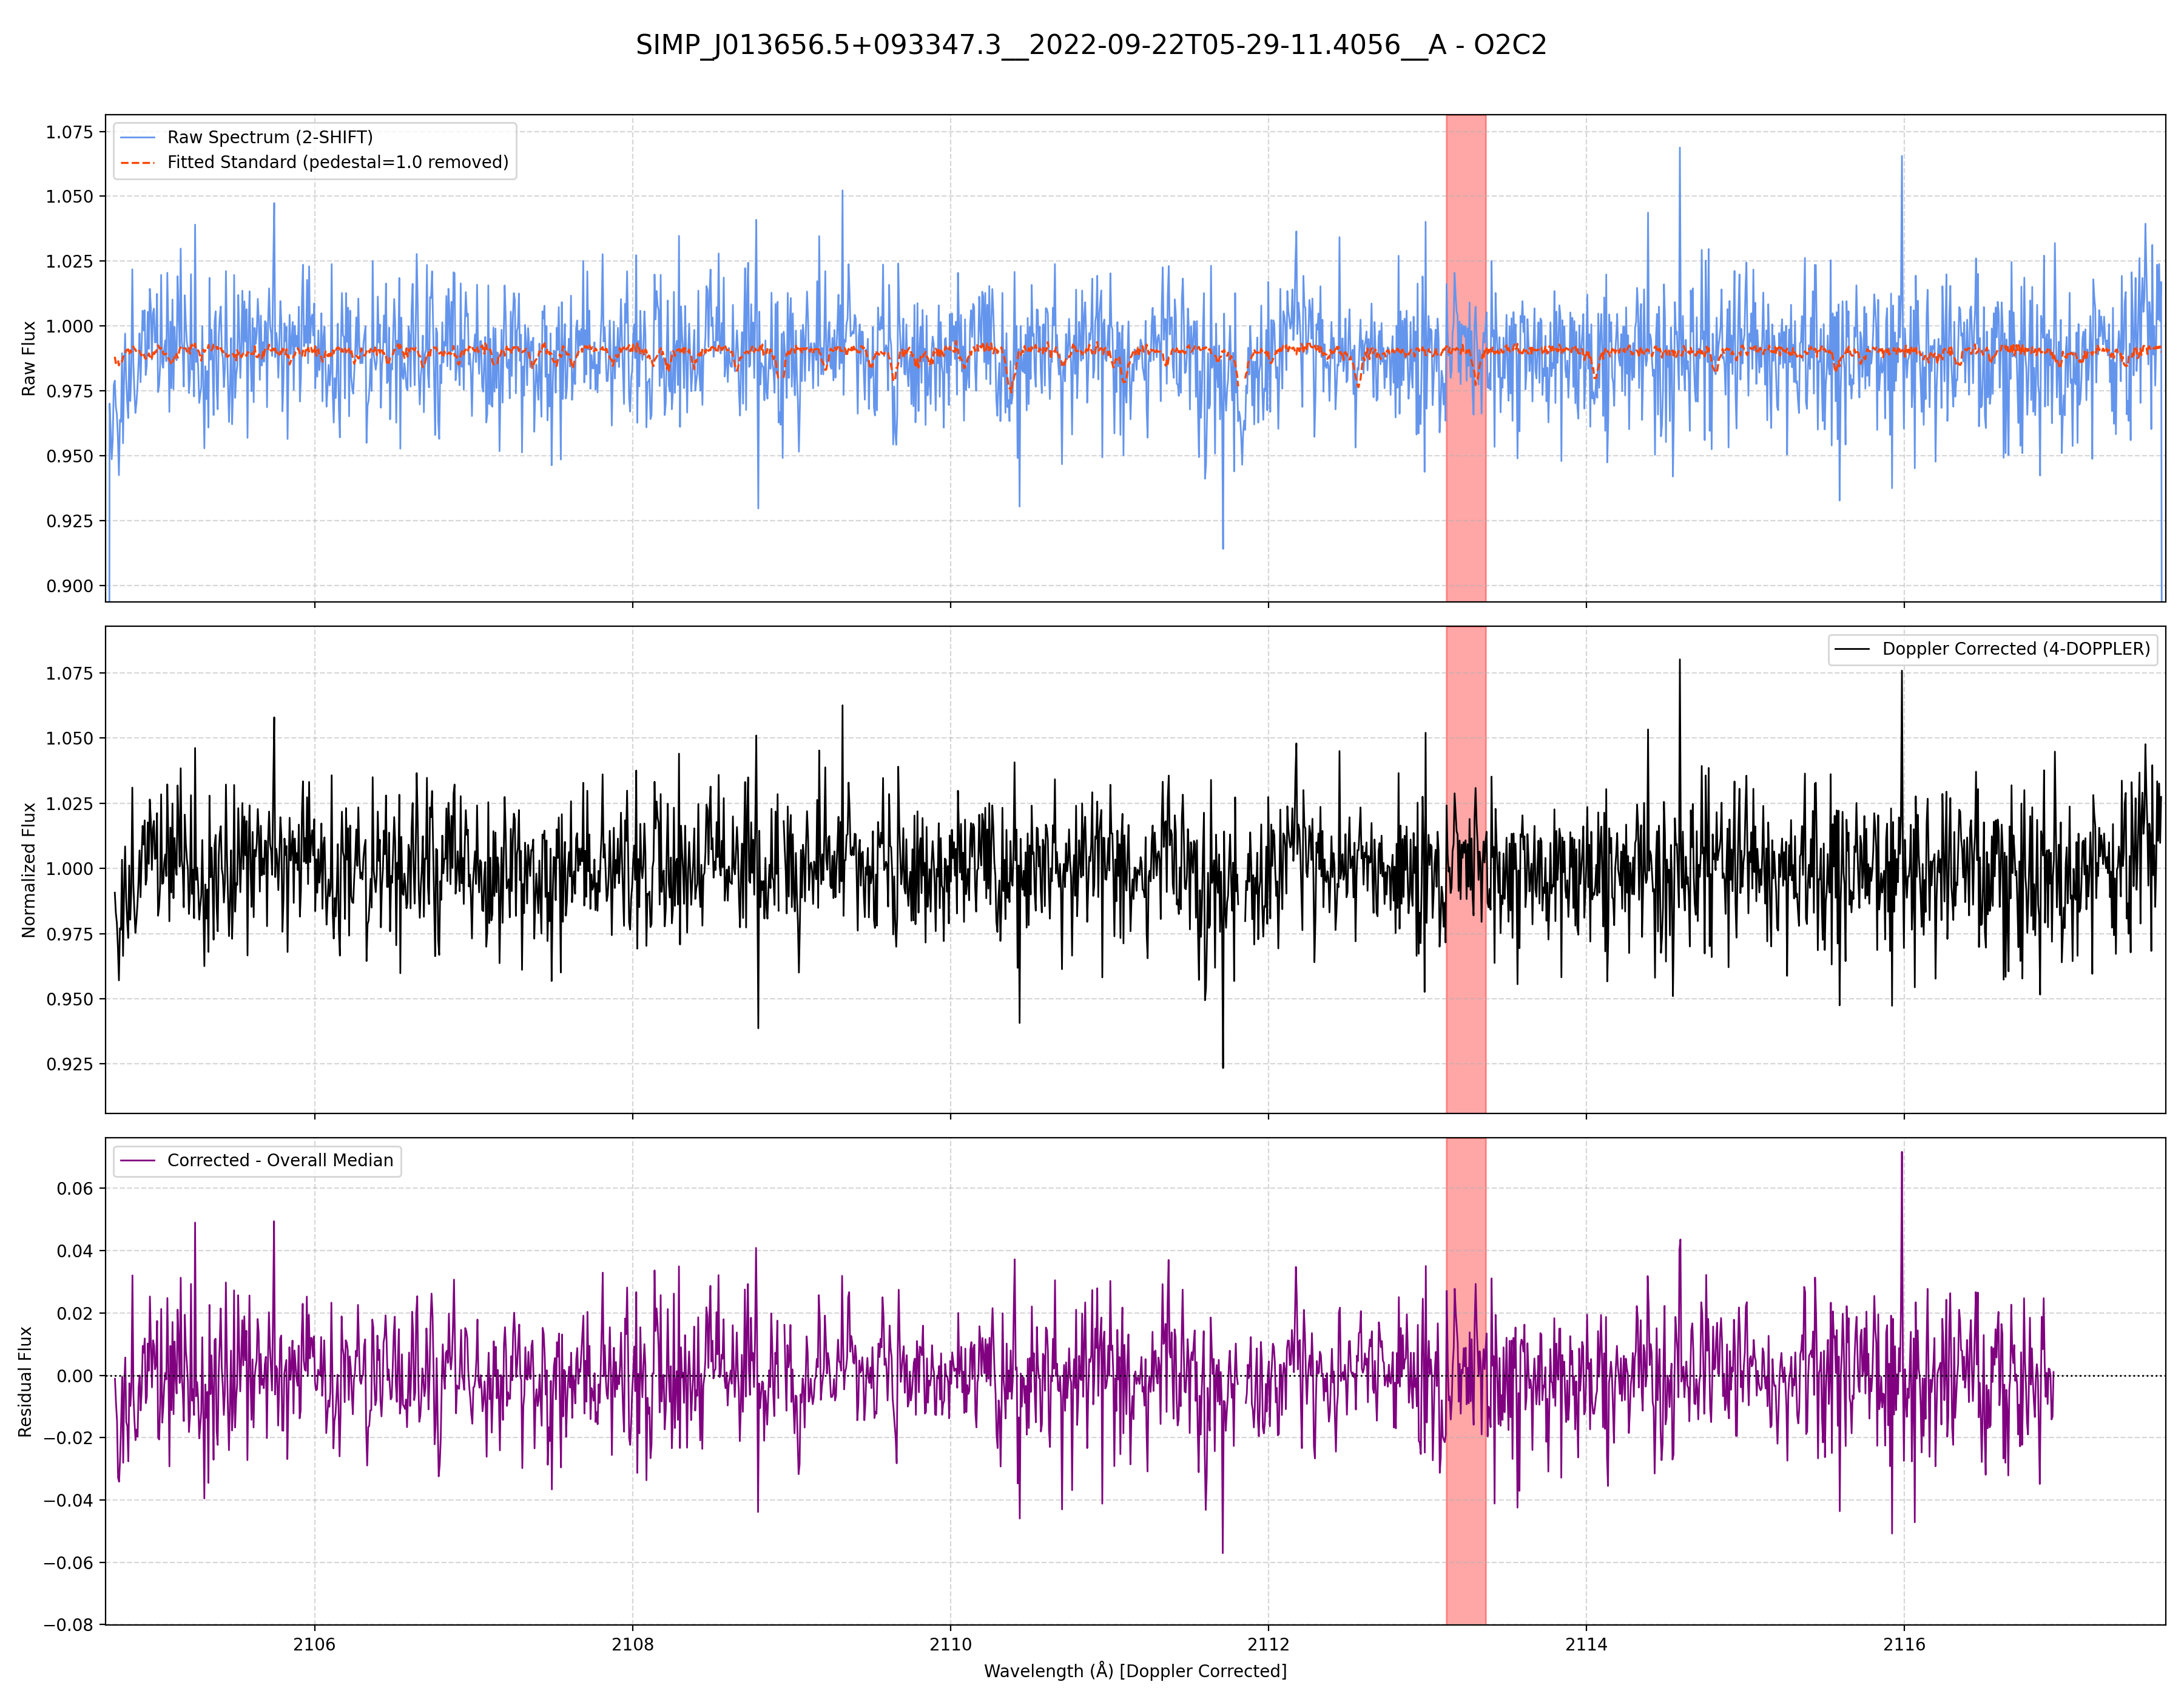 SIMP_J013656.5+093347.3__2022-09-22T05-29-11.4056__A - O2C2
Raw Spectrum (2-SHIFT)
Fitted Standard (pedestal=1.0 removed)
Raw Flux
1.075
1.050
1.025
1.000
0.975
0.950
0.925
0.900
Doppler Corrected (4-DOPPLER)
Normalized Flux
1.075
1.050
1.025
1.000
0.975
0.950
0.925
Corrected - Overall Median
Residual Flux
0.06
0.04
0.02
0.00
−0.02
−0.04
−0.06
−0.08
2106 2108 2110 2112 2114 2116
Wavelength (Å) [Doppler Corrected]